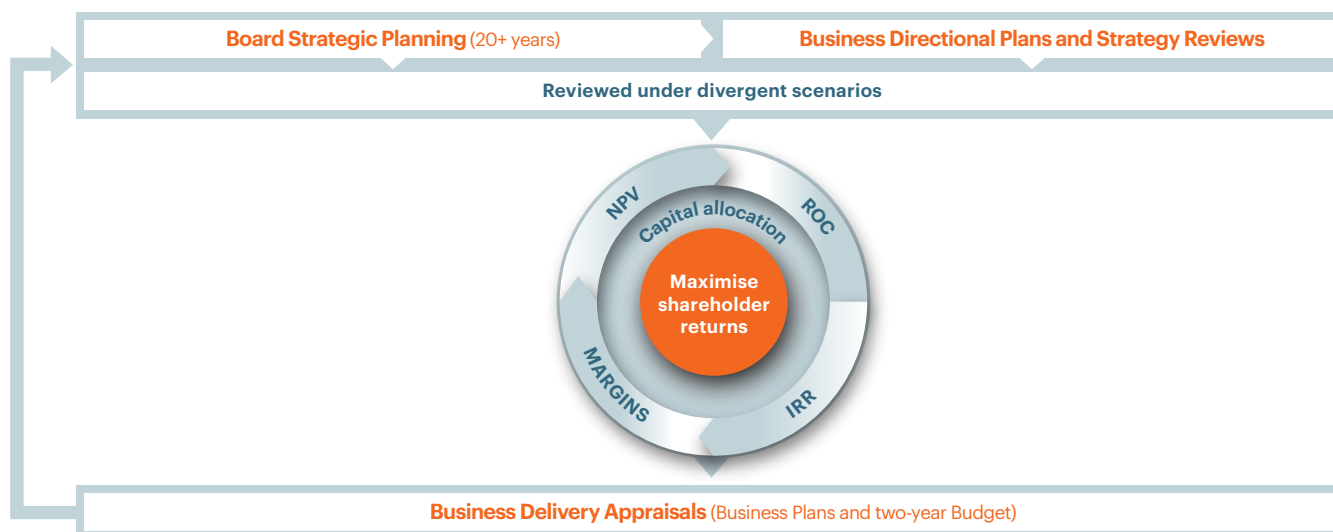 Board Strategic Planning (20+ years)
Business Directional Plans and Strategy Reviews
Reviewed under divergent scenarios
NPV
ROC
Capital allocation
Maximise
shareholder
returns
MARGINS
IRR
Business Delivery Appraisals (Business Plans and two-year Budget)